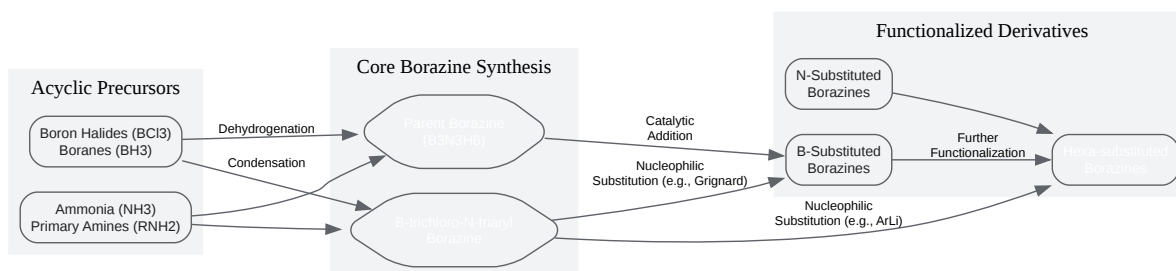 Functionalized Derivatives
Core Borazine Synthesis
Acyclic Precursors
N-Substituted
Borazines
Boron Halides (BCl3)
Boranes (BH3)
Dehydrogenation
Condensation
Parent Borazine
(B3N3H6)
Catalytic
Addition
Nucleophilic
Substitution (e.g., Grignard)
B-Substituted
Borazines
Further
Functionalization
Hexa-substituted
Borazines
Ammonia (NH3)
Primary Amines (RNH2)
B-trichloro-N-triaryl
Borazine
Nucleophilic
Substitution (e.g., ArLi)